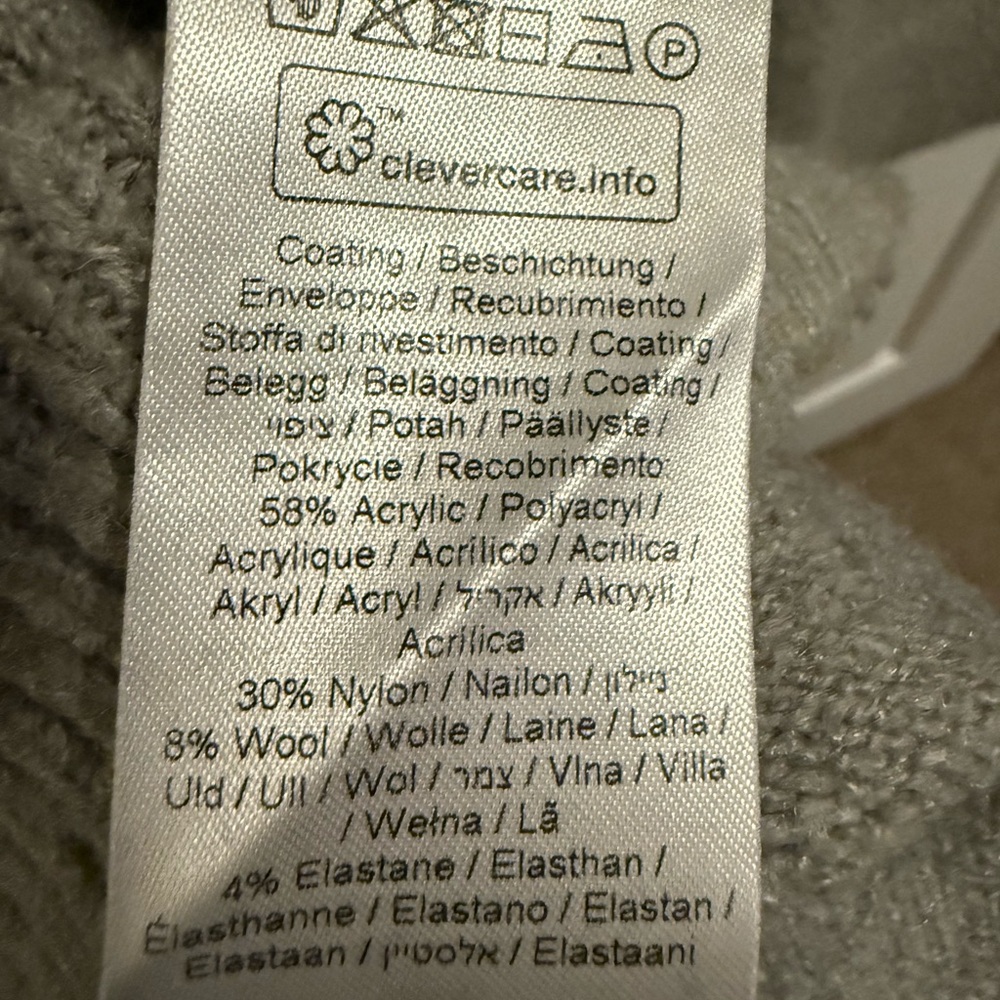 P
™
clevercare.info
Coating / Beschichtung /
Enveloppe / Recubrimiento /
Stoffa di rivestimento / Coating /
Belegg / Beläggning / Coating /
ציפוי / Potah / Päällyste /
Pokrycie / Recobrimento
58% Acrylic / Polyacryl /
Acrylique / Acrílico / Acrilica /
Akryl / Acryl / אקריל / Akryyli /
Acrílica
30% Nylon / Nailon / ניילון
8% Wool / Wolle / Laine / Lana /
Uld / Ull / Wol / צמר / Vlna / Villa
/ Wełna / Lã
4% Elastane / Elasthan /
Élasthanne / Elastano / Elastan /
Elastaan / אלסטיין / Elastaani